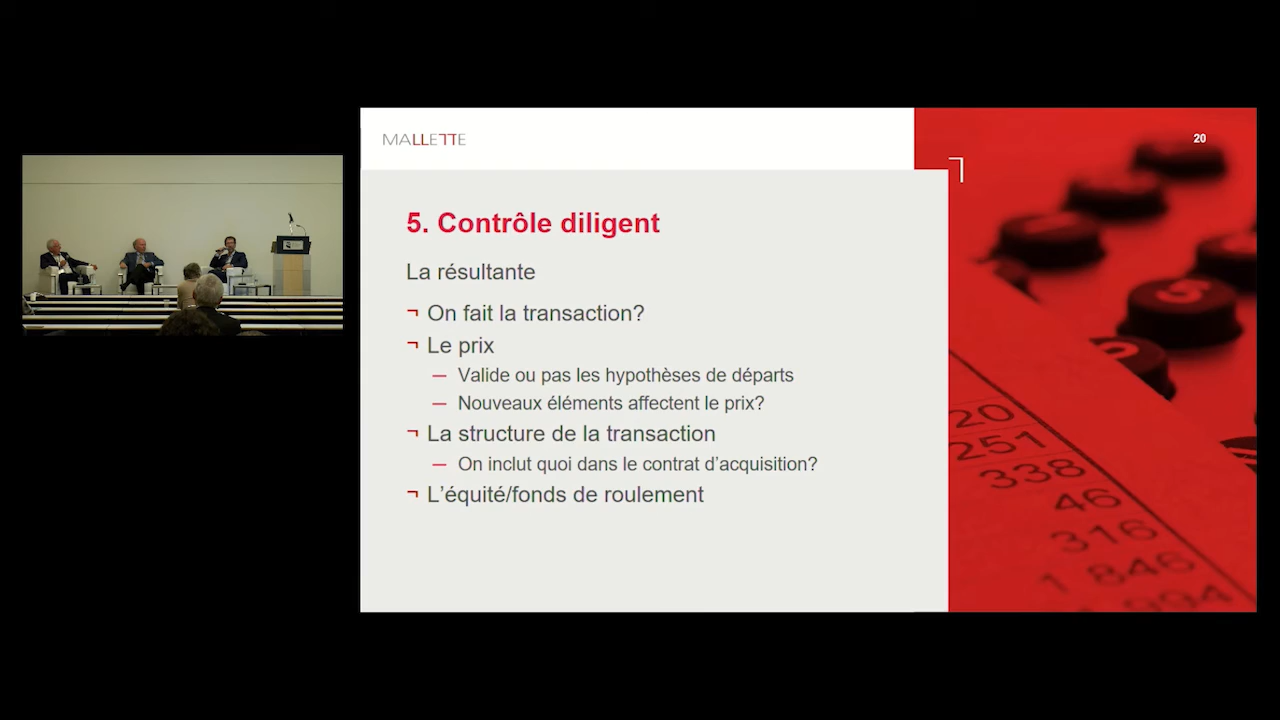 MALLETTE
20
5. Contrôle diligent
La résultante
On fait la transaction?
Le prix
Valide ou pas les hypothèses de départs
Nouveaux éléments affectent le prix?
La structure de la transaction
On inclut quoi dans le contrat d’acquisition?
L’équité/fonds de roulement
5
20
251
338
46
316
1 846
994